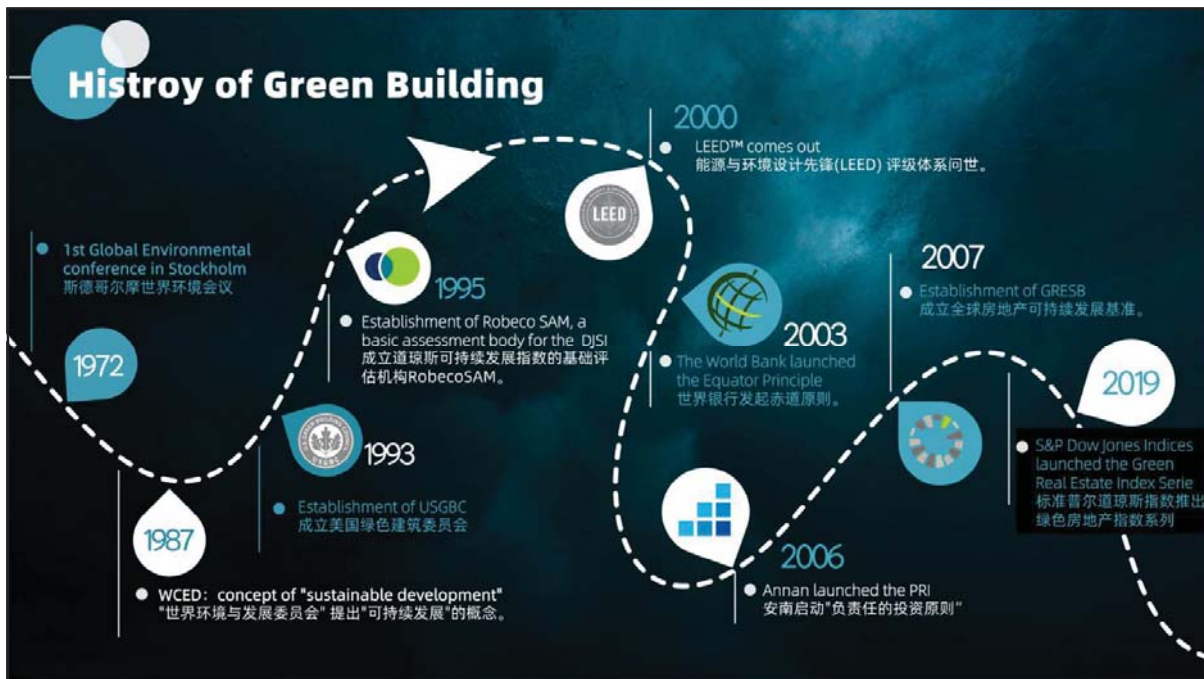 Histroy of Green Building
1st Global Environmental
conference in Stockholm
斯德哥尔摩世界环境会议
1972
1987
WCED：concept of "sustainable development"
"世界环境与发展委员会" 提出"可持续发展"的概念。
1993
Establishment of USGBC
成立美国绿色建筑委员会
1995
Establishment of Robeco SAM, a
basic assessment body for the DJSI
成立道琼斯可持续发展指数的基础评
估机构RobecoSAM。
2000
LEED™ comes out
能源与环境设计先锋(LEED) 评级体系问世。
LEED
2003
The World Bank launched
the Equator Principle
世界银行发起赤道原则。
2006
Annan launched the PRI
安南启动"负责任的投资原则"
2007
Establishment of GRESB
成立全球房地产可持续发展基准。
2019
S&P Dow Jones Indices
launched the Green
Real Estate Index Serie
标准普尔道琼斯指数推出
绿色房地产指数系列
USGBC